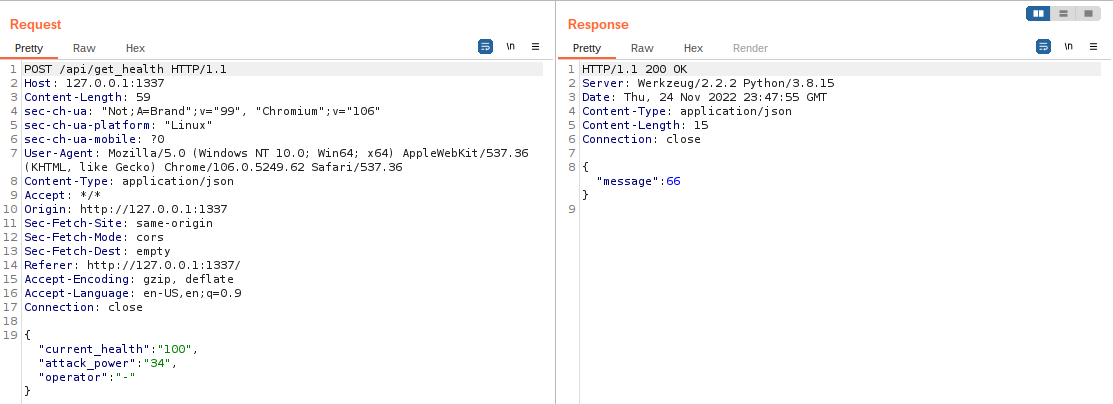 Request
Pretty Raw Hex \n
1 POST /api/get_health HTTP/1.1
2 Host: 127.0.0.1:1337
3 Content-Length: 59
4 sec-ch-ua: "Not;A=Brand";v="99", "Chromium";v="106"
5 sec-ch-ua-platform: "Linux"
6 sec-ch-ua-mobile: ?0
7 User-Agent: Mozilla/5.0 (Windows NT 10.0; Win64; x64) AppleWebKit/537.36
(KHTML, like Gecko) Chrome/106.0.5249.62 Safari/537.36
8 Content-Type: application/json
9 Accept: */*
10 Origin: http://127.0.0.1:1337
11 Sec-Fetch-Site: same-origin
12 Sec-Fetch-Mode: cors
13 Sec-Fetch-Dest: empty
14 Referer: http://127.0.0.1:1337/
15 Accept-Encoding: gzip, deflate
16 Accept-Language: en-US,en;q=0.9
17 Connection: close
18
19 {
"current_health":"100",
"attack_power":"34",
"operator":"-"
}
Response
Pretty Raw Hex Render \n
1 HTTP/1.1 200 OK
2 Server: Werkzeug/2.2.2 Python/3.8.15
3 Date: Thu, 24 Nov 2022 23:47:55 GMT
4 Content-Type: application/json
5 Content-Length: 15
6 Connection: close
7
8 {
"message":66
}
9